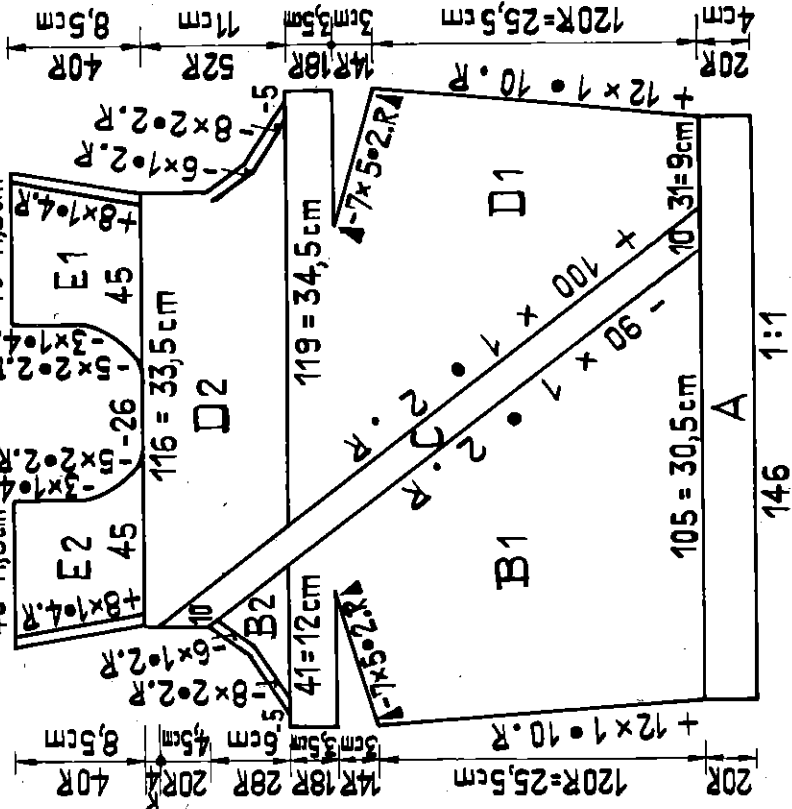 40R
8,5cm
52R
11cm
18R
3,5cm
14R
3cm
120R=25,5cm
20R
4cm
40R
8,5cm
4R
20R
4,5cm
28R
6cm
18R
3,5cm
14R
3cm
120R=25,5cm
20R
E2
45
+8×1•4.R
-3×1•4.
-5×2•2.R
-26
-5×2•2.R
-3×1•4.
E1
45
+8×1•4.R
116 = 33,5cm
D2
-6×1•2.R
-8×2•2.R
-5
10
-6×1•2.R
-8×2•2.R
-5
B2
41=12cm
119 = 34,5cm
-7×5•2.R
-7×5•2.R
+ 100 × 1 • 2. R
C
- 90 × 1 • 2. R
D1
B1
+ 12 × 1 • 10. R
+ 12 × 1 • 10. R
105 = 30,5cm
10
31=9cm
A
146
1:1